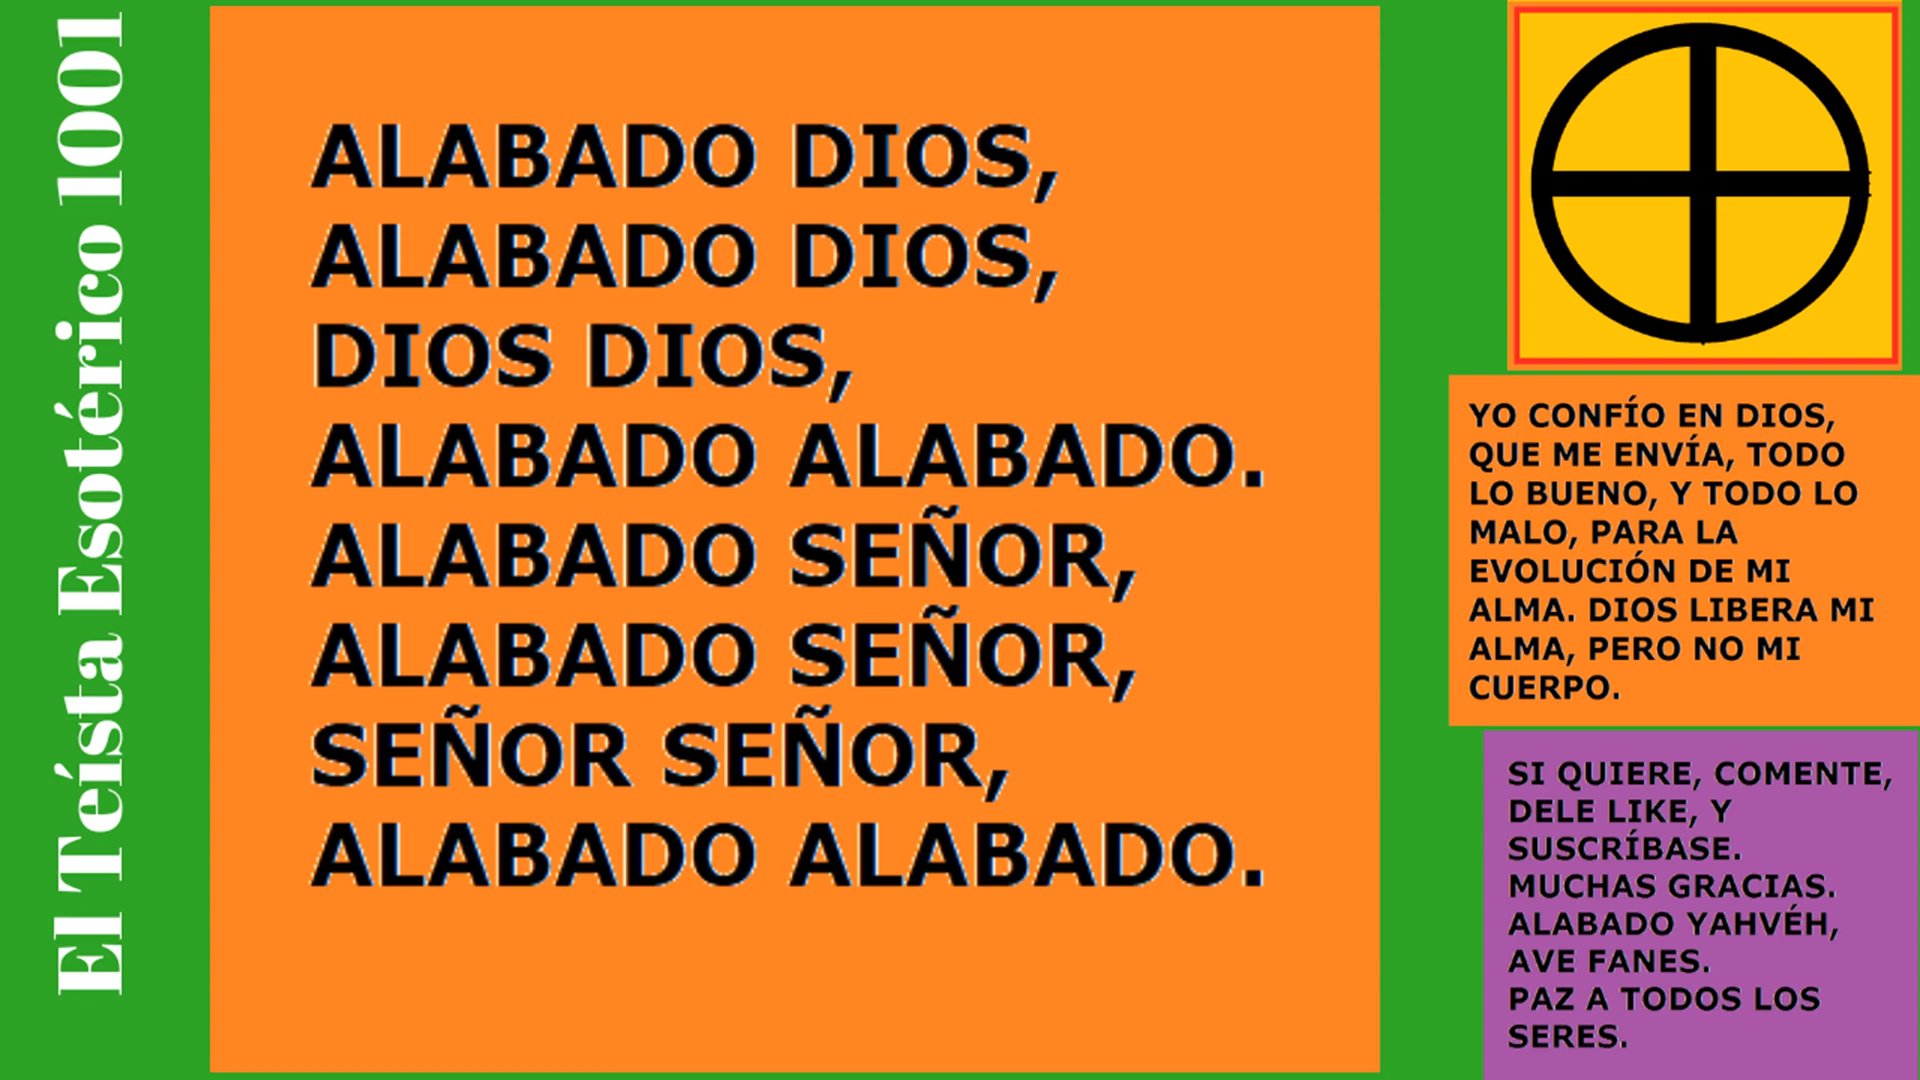 El Teísta Esotérico 1001
ALABADO DIOS,
ALABADO DIOS,
DIOS DIOS,
ALABADO ALABADO.
ALABADO SEÑOR,
ALABADO SEÑOR,
SEÑOR SEÑOR,
ALABADO ALABADO.
YO CONFÍO EN DIOS,
QUE ME ENVÍA, TODO
LO BUENO, Y TODO LO
MALO, PARA LA
EVOLUCIÓN DE MI
ALMA. DIOS LIBERA MI
ALMA, PERO NO MI
CUERPO.
SI QUIERE, COMENTE,
DELE LIKE, Y
SUSCRÍBASE.
MUCHAS GRACIAS.
ALABADO YAHVÉH,
AVE FANES.
PAZ A TODOS LOS
SERES.